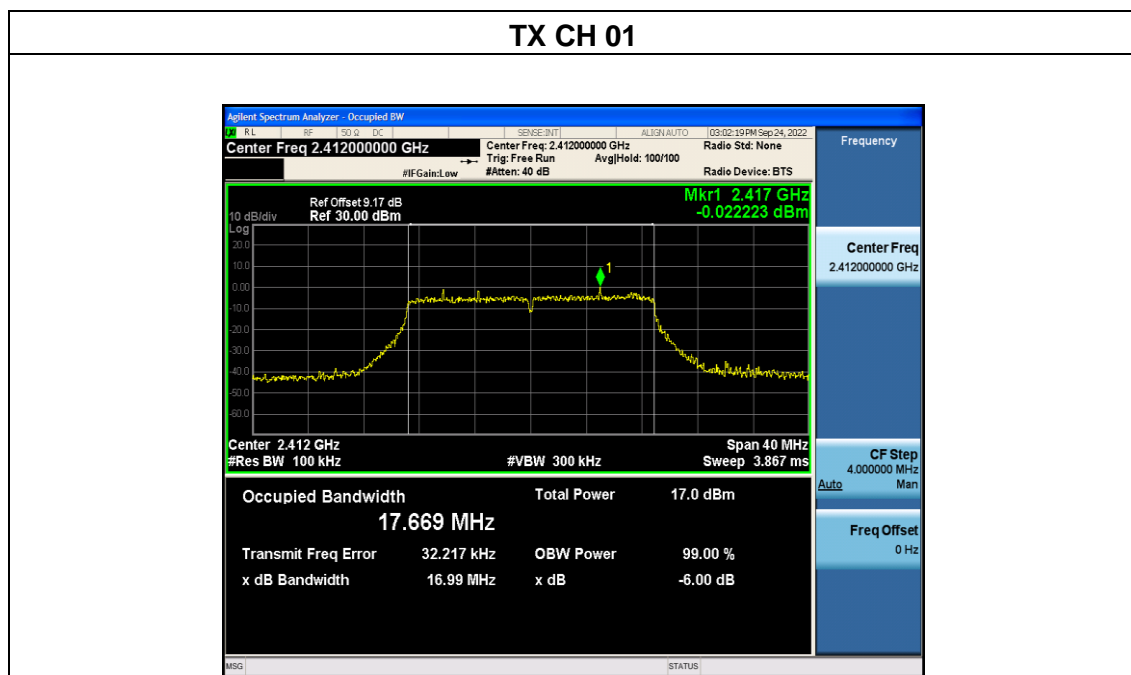 TX CH 01
Agilent Spectrum Analyzer - Occupied BW
LXI RL RF 50 Ω DC SENSE:INT ALIGN AUTO 03:02:19 PM Sep 24, 2022
Center Freq 2.412000000 GHz Center Freq: 2.412000000 GHz Radio Std: None
Trig: Free Run Avg|Hold: 100/100
#IFGain:Low #Atten: 40 dB Radio Device: BTS
Frequency
Mkr1 2.417 GHz
-0.022223 dBm
Ref Offset 9.17 dB
10 dB/div Ref 30.00 dBm
Log
20.0
10.0
0.00
-10.0
-20.0
-30.0
-40.0
-50.0
-60.0
1
Center Freq
2.412000000 GHz
Center 2.412 GHz Span 40 MHz
#Res BW 100 kHz #VBW 300 kHz Sweep 3.867 ms
CF Step
4.000000 MHz
Auto Man
Occupied Bandwidth Total Power 17.0 dBm
17.669 MHz
Freq Offset
0 Hz
Transmit Freq Error 32.217 kHz OBW Power 99.00 %
x dB Bandwidth 16.99 MHz x dB -6.00 dB
MSG STATUS